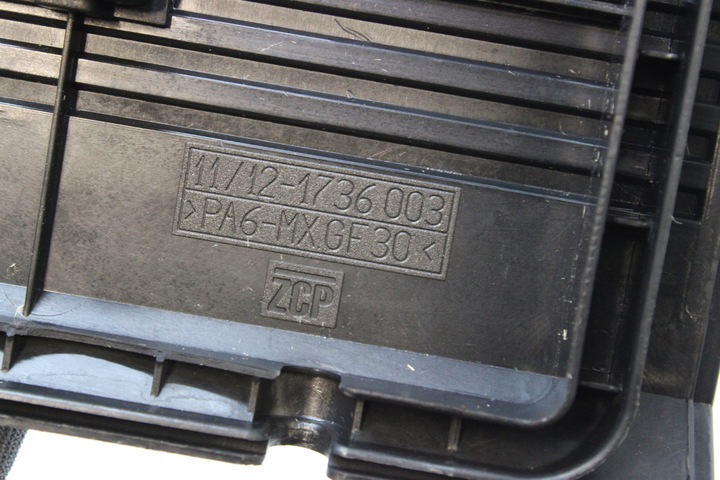 11/12-1736 003
>PA6-MXGF30<
ZCP